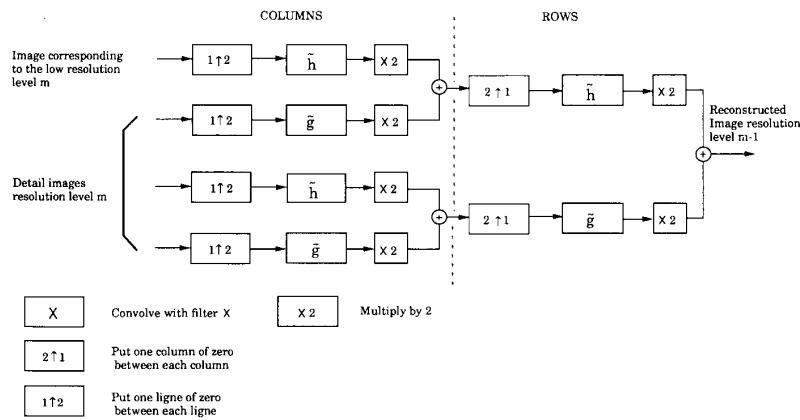 COLUMNS
ROWS
Image corresponding
to the low resolution
level m
1↑2
h̃
X 2
+
2↑1
h̃
X 2
1↑2
g̃
X 2
Reconstructed
Image resolution
level m-1
+
Detail images
resolution level m
1↑2
h̃
X 2
+
2↑1
g̃
X 2
1↑2
g̃
X 2
X
Convolve with filter X
X 2
Multiply by 2
2↑1
Put one column of zero
between each column
1↑2
Put one ligne of zero
between each ligne